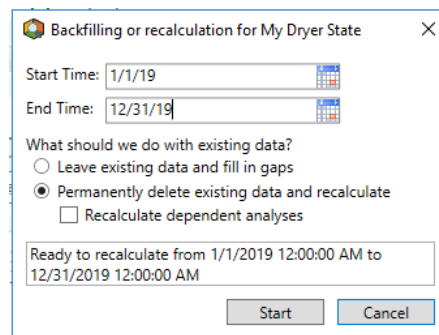 Backfilling or recalculation for My Dryer State
Start Time: 1/1/19
End Time: 12/31/19
What should we do with existing data?
Leave existing data and fill in gaps
Permanently delete existing data and recalculate
Recalculate dependent analyses
Ready to recalculate from 1/1/2019 12:00:00 AM to
12/31/2019 12:00:00 AM
Start Cancel